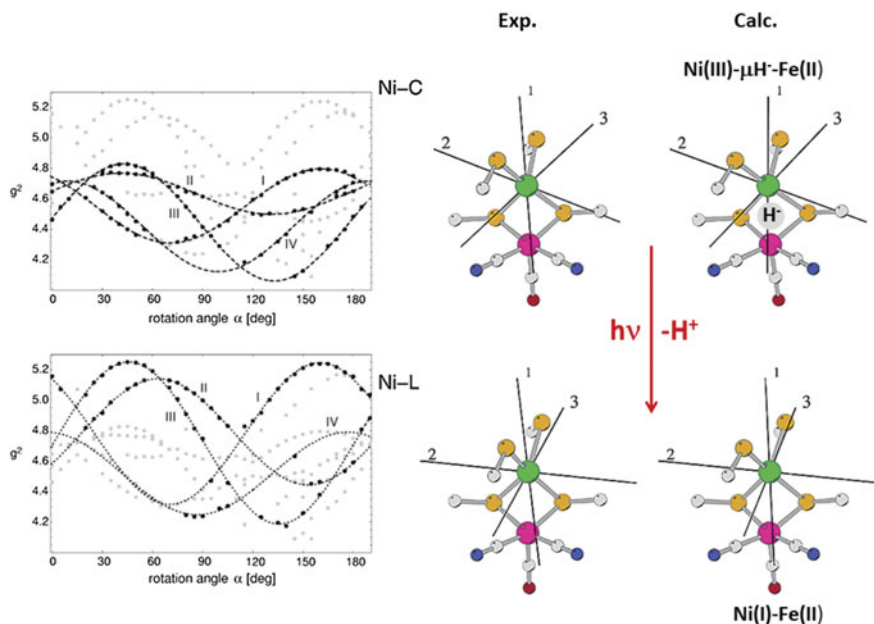 Exp.
Calc.
Ni–C
5.2
5.0
4.8
4.6
4.4
4.2
g²
I
II
III
IV
0
30
60
90
120
150
180
rotation angle α [deg]
Ni(III)-μH⁻-Fe(II)
1
2
3
1
2
3
H⁻
hν
-H⁺
Ni–L
5.2
5.0
4.8
4.6
4.4
4.2
g²
I
II
III
IV
0
30
60
90
120
150
180
rotation angle α [deg]
1
2
3
1
2
3
Ni(I)-Fe(II)